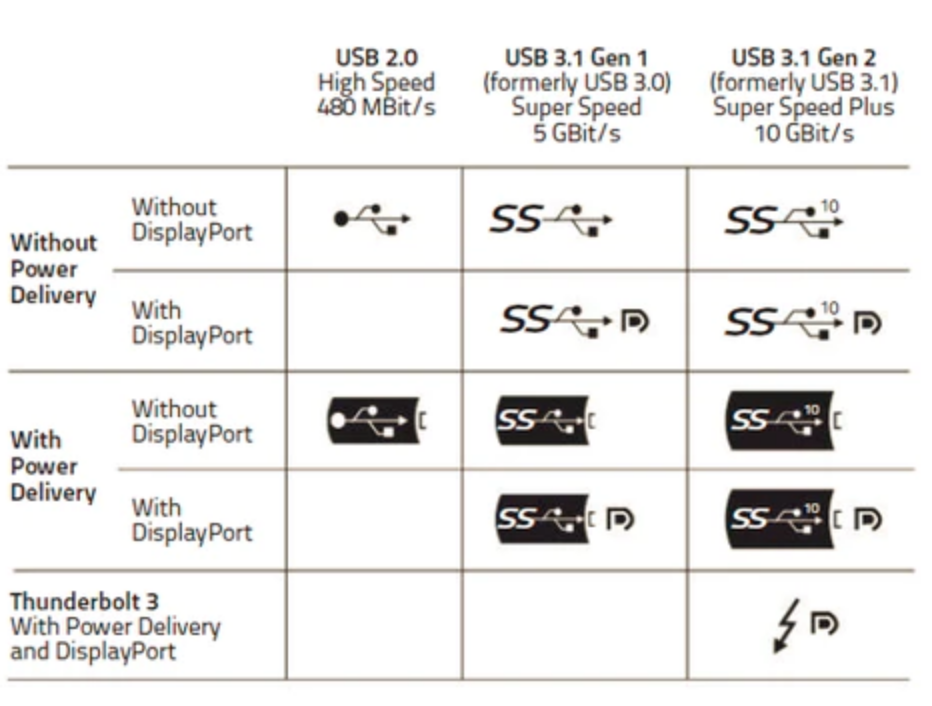 USB 2.0
High Speed
480 MBit/s
USB 3.1 Gen 1
(formerly USB 3.0)
Super Speed
5 GBit/s
USB 3.1 Gen 2
(formerly USB 3.1)
Super Speed Plus
10 GBit/s
Without
Power
Delivery
Without
DisplayPort
SS
SS 10
With
DisplayPort
SS D
SS 10 D
With
Power
Delivery
Without
DisplayPort
SS
SS 10
With
DisplayPort
SS D
SS 10 D
Thunderbolt 3
With Power Delivery
and DisplayPort
D